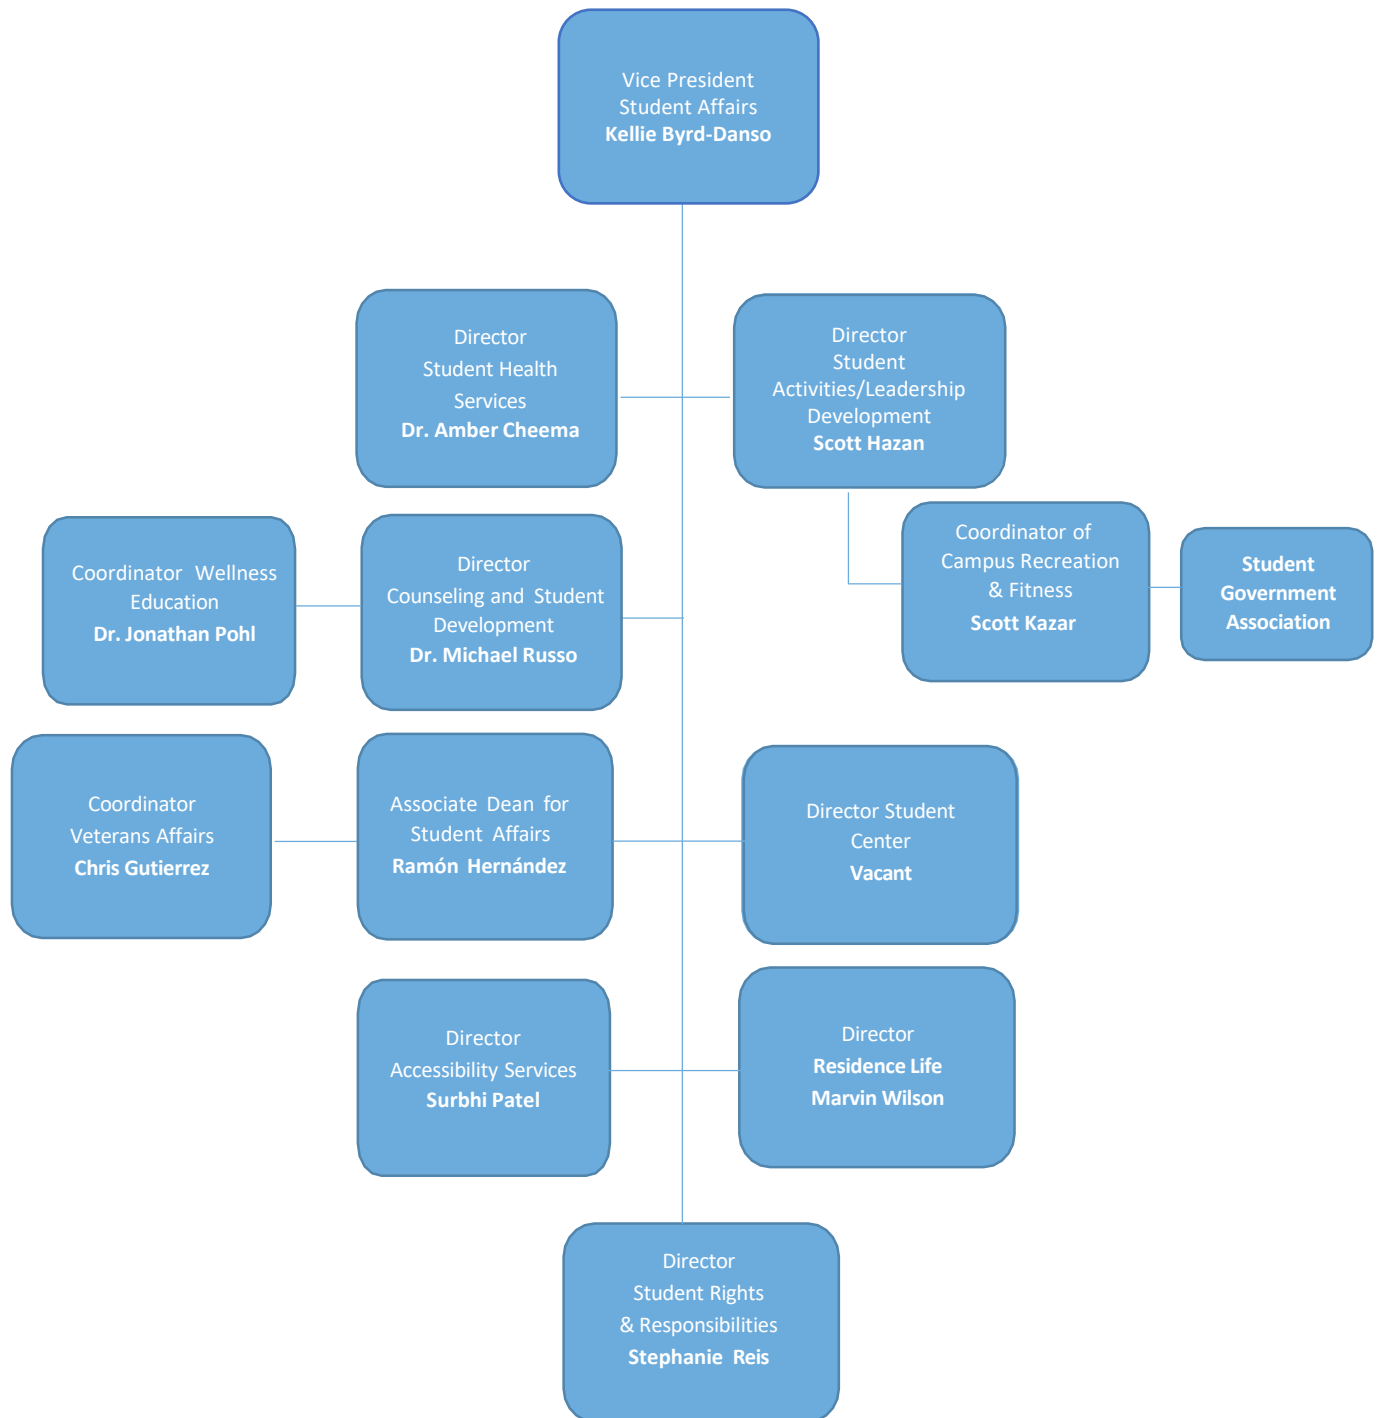 Vice President
Student Affairs
Kellie Byrd-Danso
Director
Student Health
Services
Dr. Amber Cheema
Director
Student
Activities/Leadership
Development
Scott Hazan
Coordinator Wellness
Education
Dr. Jonathan Pohl
Director
Counseling and Student
Development
Dr. Michael Russo
Coordinator of
Campus Recreation
& Fitness
Scott Kazar
Student
Government
Association
Coordinator
Veterans Affairs
Chris Gutierrez
Associate Dean for
Student Affairs
Ramón Hernández
Director Student
Center
Vacant
Director
Accessibility Services
Surbhi Patel
Director
Residence Life
Marvin Wilson
Director
Student Rights
& Responsibilities
Stephanie Reis